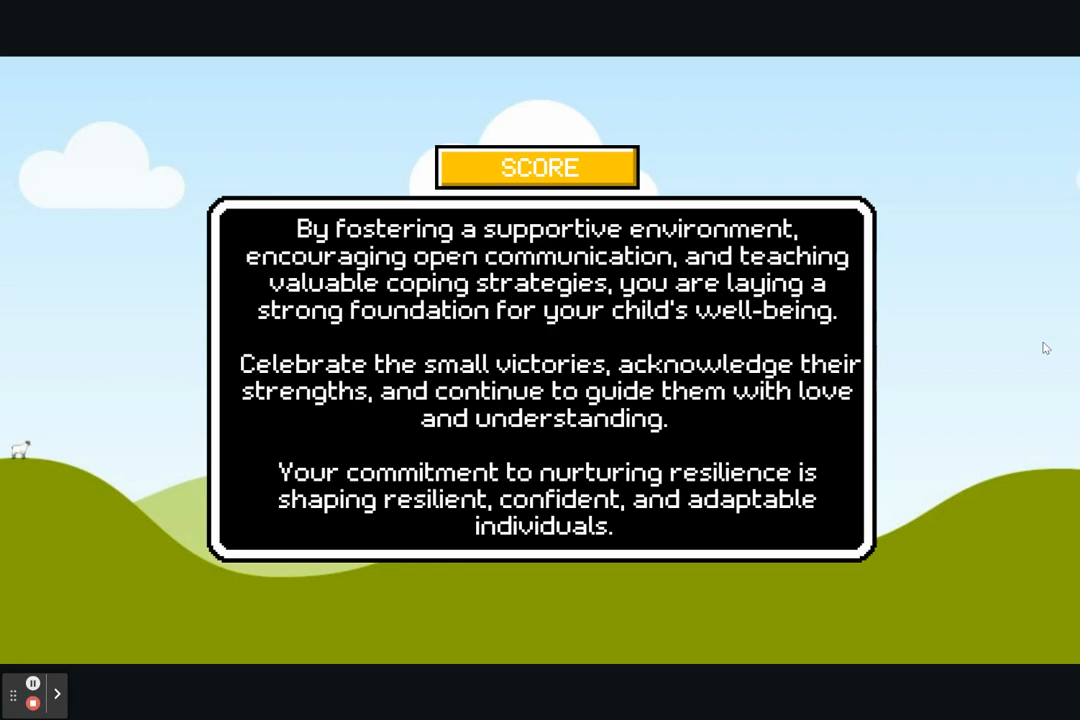 SCORE
By fostering a supportive environment,
encouraging open communication, and teaching
valuable coping strategies, you are laying a
strong foundation for your child's well-being.
Celebrate the small victories, acknowledge their
strengths, and continue to guide them with love
and understanding.
Your commitment to nurturing resilience is
shaping resilient, confident, and adaptable
individuals.